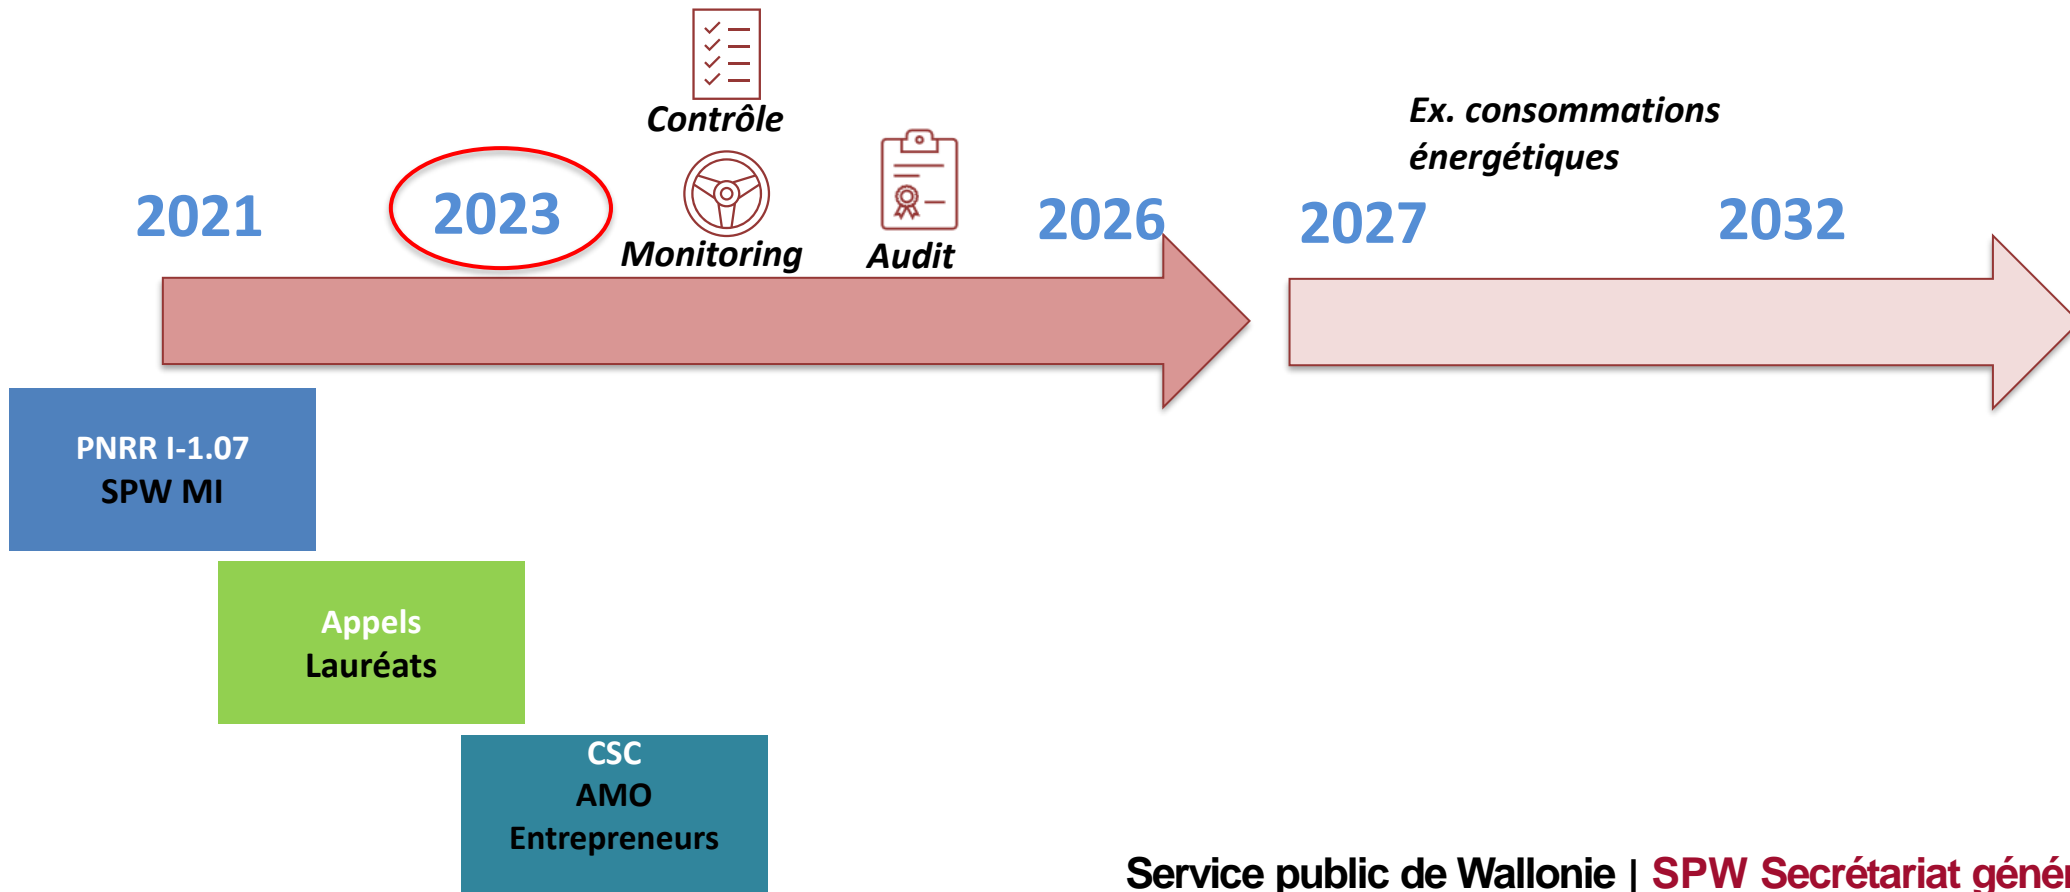 Contrôle
Ex. consommations
énergétiques
2021
2023
2026
2027
2032
Monitoring
Audit
PNRR I-1.07
SPW MI
Appels
Lauréats
CSC
AMO
Entrepreneurs
Service public de Wallonie | SPW Secrétariat génér